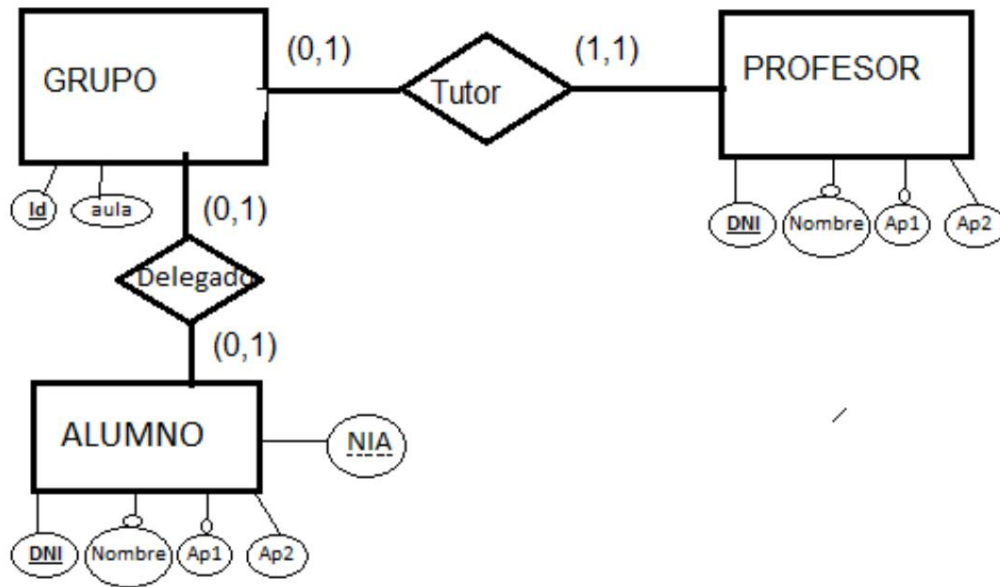 GRUPO
(0,1)
Tutor
(1,1)
PROFESOR
Id
aula
DNI
Nombre
Ap1
Ap2
(0,1)
Delegado
(0,1)
ALUMNO
NIA
DNI
Nombre
Ap1
Ap2